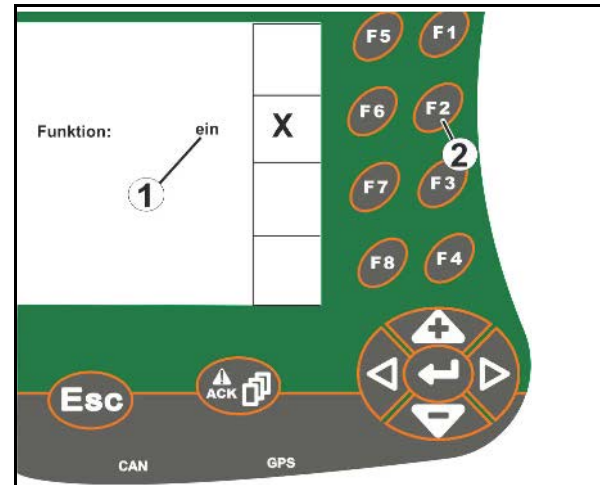 F5 F1
Funktion: ein X
F6 F2
1
2
F7 F3
F8 F4
Esc
ACK
CAN GPS